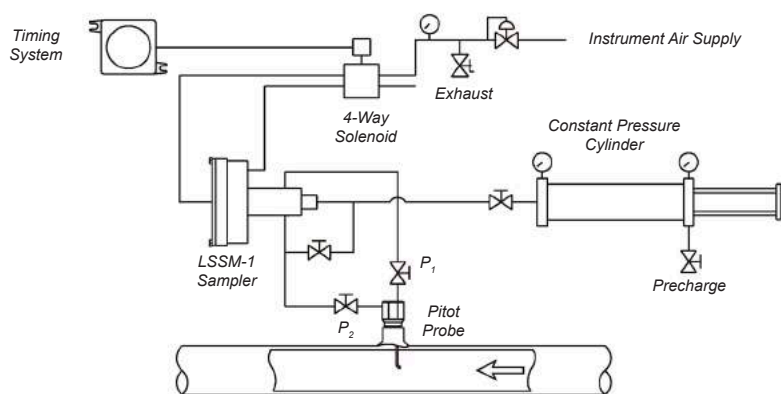 Timing
System
Instrument Air Supply
Exhaust
4-Way
Solenoid
Constant Pressure
Cylinder
LSSM-1
Sampler
P1
Precharge
Pitot
Probe
P2